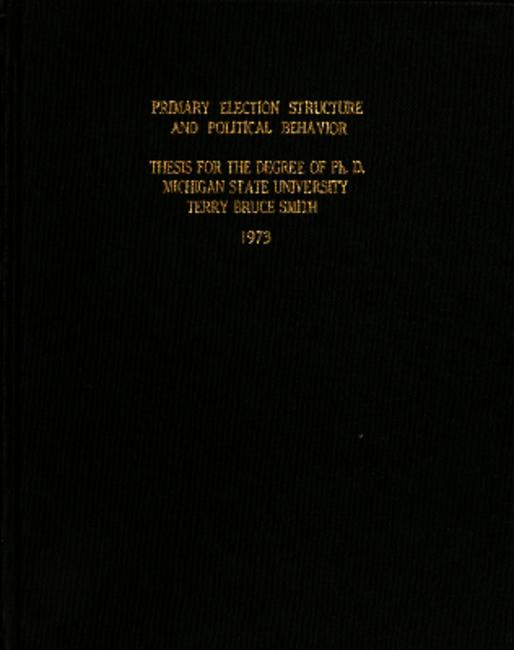 PRIMARY ELECTION STRUCTURE
AND POLITICAL BEHAVIOR
THESIS FOR THE DEGREE OF Ph. D.
MICHIGAN STATE UNIVERSITY
TERRY BRUCE SMITH
1973